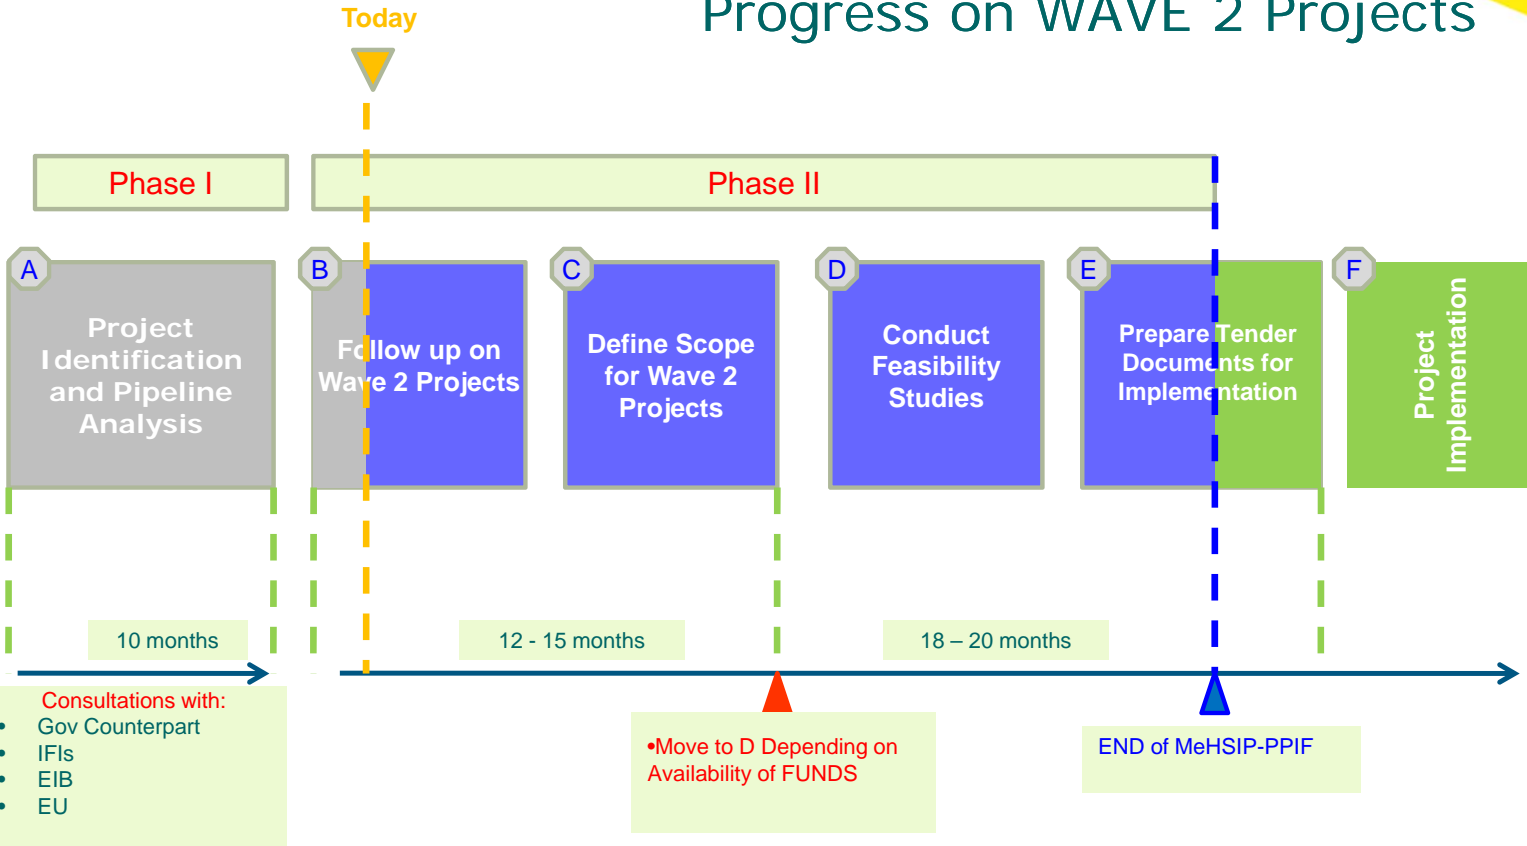 Progress on WAVE 2 Projects
Today
Phase I
Phase II
A
Project
Identification
and Pipeline
Analysis
B
Follow up on
Wave 2 Projects
C
Define Scope
for Wave 2
Projects
D
Conduct
Feasibility
Studies
E
Prepare Tender
Documents for
Implementation
F
Project
Implementation
10 months
12 - 15 months
18 – 20 months
Consultations with:
• Gov Counterpart
• IFIs
• EIB
• EU
•Move to D Depending on
Availability of FUNDS
END of MeHSIP-PPIF